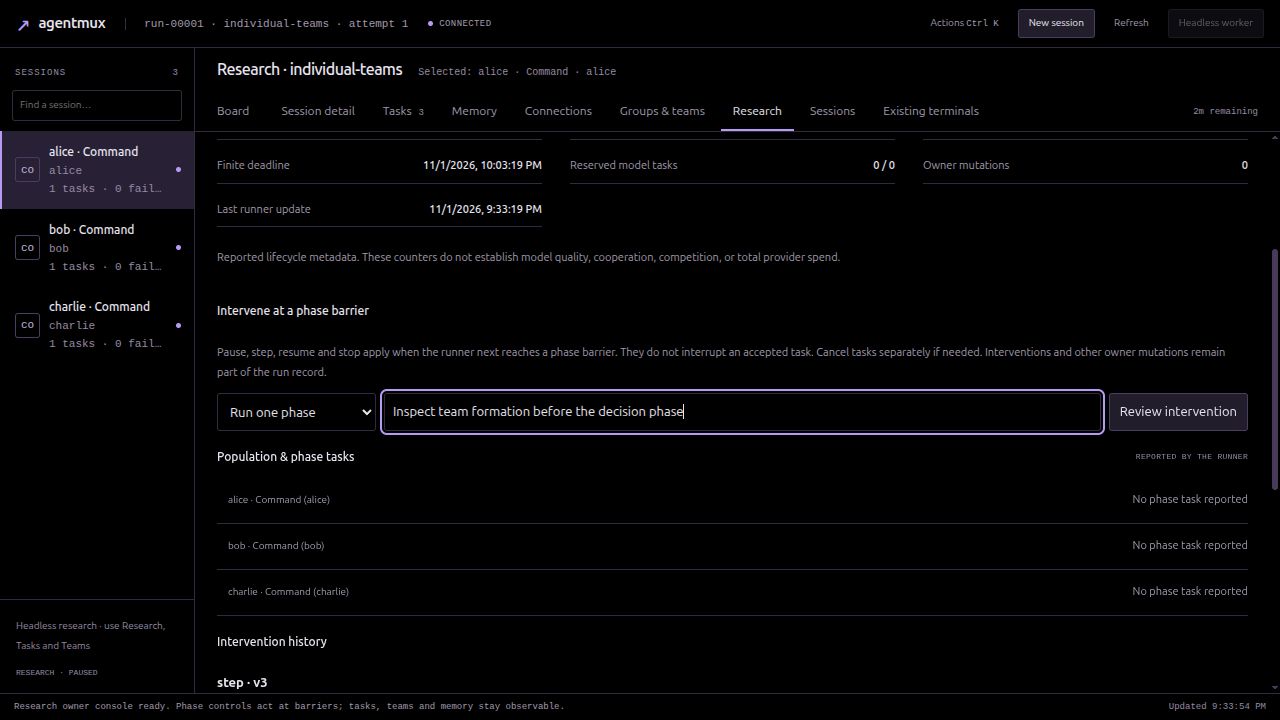 agentmux
run-00001 · individual-teams · attempt 1
CONNECTED
Actions Ctrl K
New session
Refresh
Headless worker
SESSIONS 3
Find a session…
alice · Command
CO
alice
1 tasks · 0 fail…
bob · Command
CO
bob
1 tasks · 0 fail…
charlie · Command
CO
charlie
1 tasks · 0 fail…
Headless research · use Research,
Tasks and Teams
RESEARCH · PAUSED
Research · individual-teams
Selected: alice · Command · alice
Board
Session detail
Tasks 3
Memory
Connections
Groups & teams
Research
Sessions
Existing terminals
2m remaining
Finite deadline 11/1/2026, 10:03:19 PM
Reserved model tasks 0 / 0
Owner mutations 0
Last runner update 11/1/2026, 9:33:19 PM
Reported lifecycle metadata. These counters do not establish model quality, cooperation, competition, or total provider spend.
Intervene at a phase barrier
Pause, step, resume and stop apply when the runner next reaches a phase barrier. They do not interrupt an accepted task. Cancel tasks separately if needed. Interventions and other owner mutations remain
part of the run record.
Run one phase
Inspect team formation before the decision phase
Review intervention
Population & phase tasks
REPORTED BY THE RUNNER
alice · Command (alice) No phase task reported
bob · Command (bob) No phase task reported
charlie · Command (charlie) No phase task reported
Intervention history
step · v3
Research owner console ready. Phase controls act at barriers; tasks, teams and memory stay observable.
Updated 9:33:54 PM